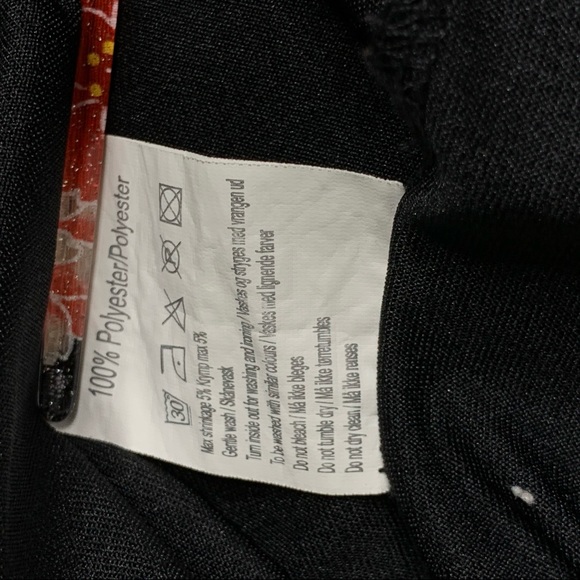 100% Polyester/Polyester
30°
Max shrinkage 5% Krymp max 5%
Gentle wash / Skånevask
Turn inside out for washing and ironing / Vaskes og stryges med vrangen ud
To be washed with similar colours / Vaskes med lignende farver
Do not bleach / Må ikke bleges
Do not tumble dry / Må ikke tørretumbles
Do not dry clean / Må ikke renses